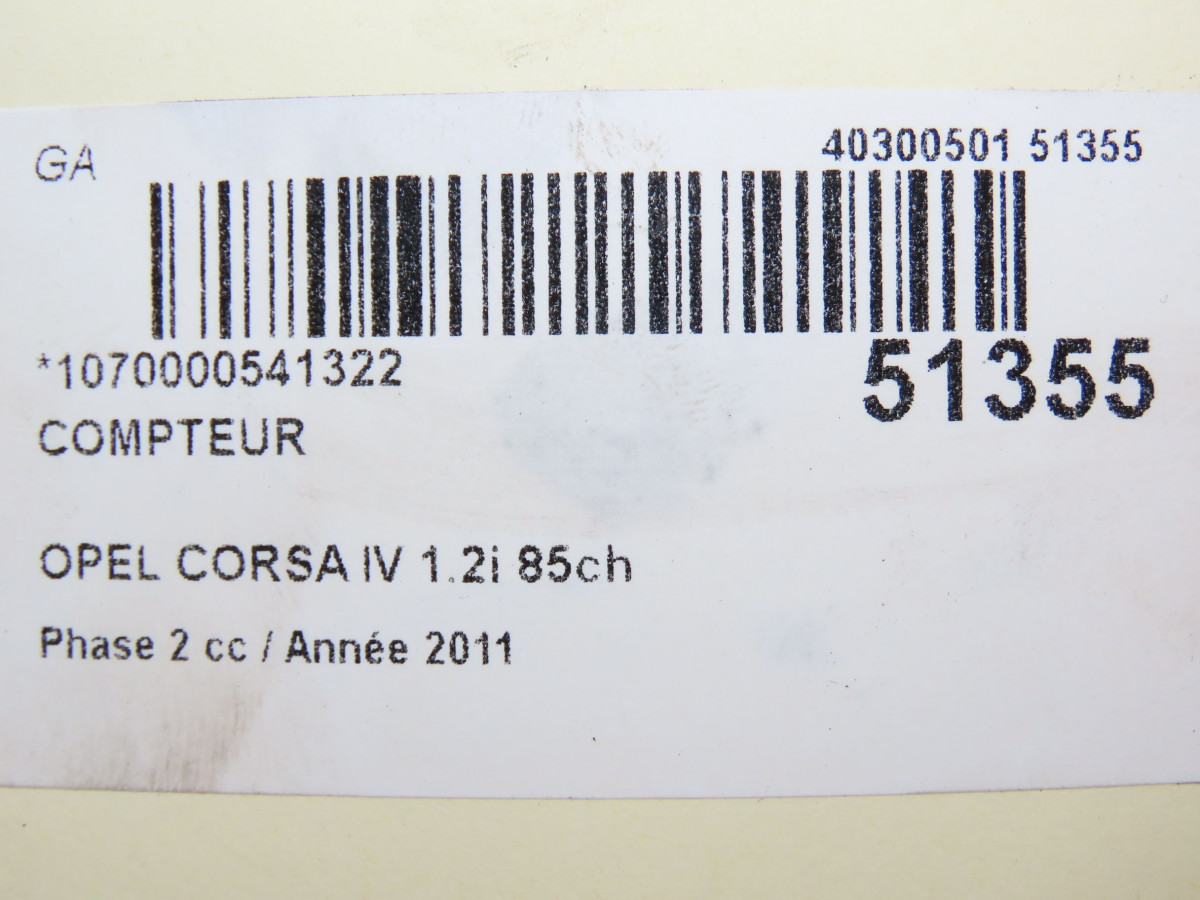 GA
40300501 51355
*1070000541322
51355
COMPTEUR
OPEL CORSA IV 1.2i 85ch
Phase 2 cc / Année 2011